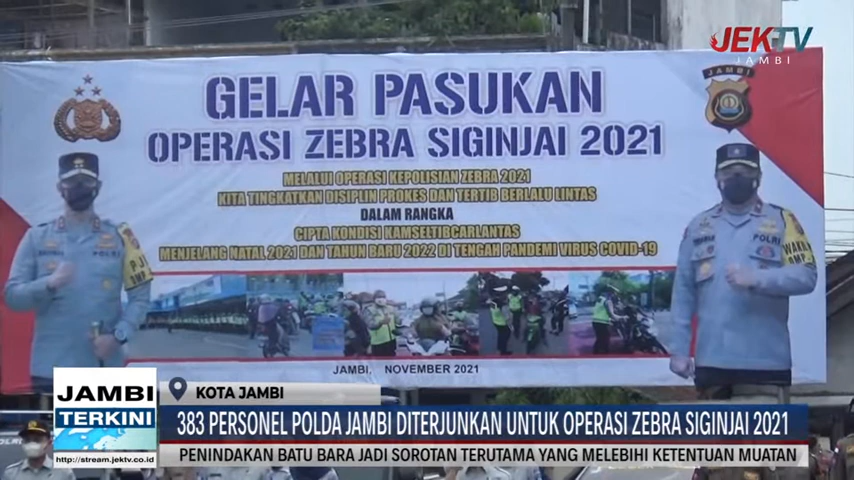 JEKTV
JAMBI
JAMBI
GELAR PASUKAN
OPERASI ZEBRA SIGINJAI 2021
MELALUI OPERASI KEPOLISIAN ZEBRA 2021
KITA TINGKATKAN DISIPLIN PROKES DAN TERTIB BERLALU LINTAS
DALAM RANGKA
CIPTA KONDISI KAMSELTIBCARLANTAS
MENJELANG NATAL 2021 DAN TAHUN BARU 2022 DI TENGAH PANDEMI VIRUS COVID-19
POLRI
POLRI
JAMBI, NOVEMBER 2021
KOTA JAMBI
JAMBI
TERKINI
http://stream.jektv.co.id
383 PERSONEL POLDA JAMBI DITERJUNKAN UNTUK OPERASI ZEBRA SIGINJAI 2021
PENINDAKAN BATU BARA JADI SOROTAN TERUTAMA YANG MELEBIHI KETENTUAN MUATAN